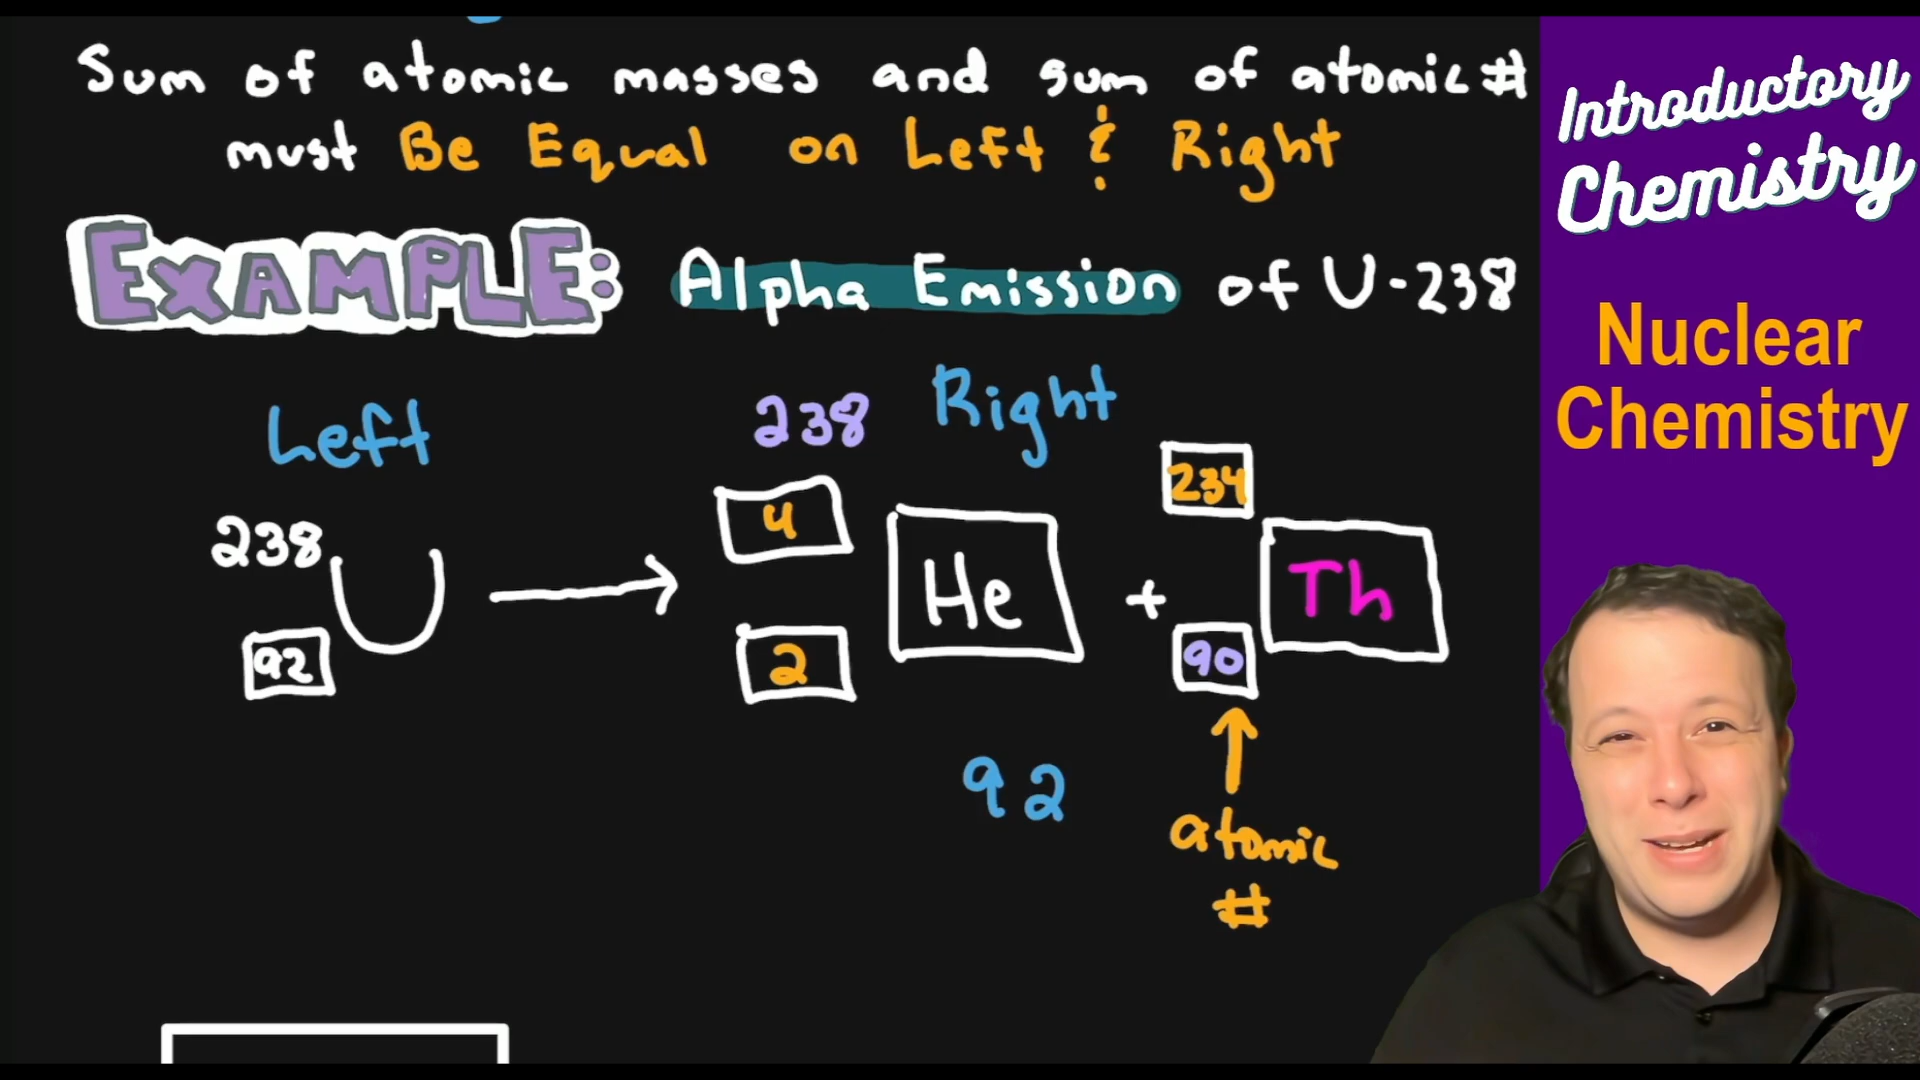 Sum of atomic masses and sum of atomic #
must Be Equal on Left & Right
EXAMPLE: Alpha Emission of U-238
Left
238
Right
238
92
U
→
4
2
He
+
234
90
Th
92
atomic
#
Introductory
Chemistry
Nuclear
Chemistry